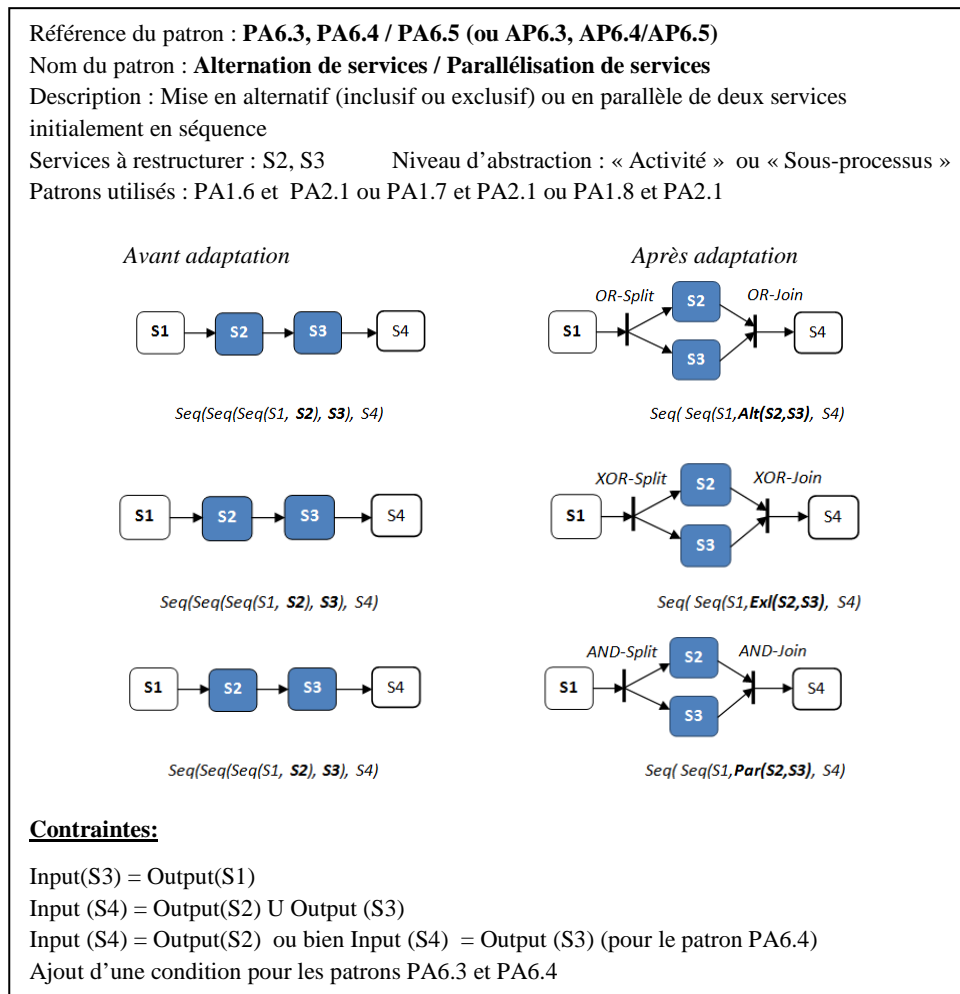 Référence du patron : PA6.3, PA6.4 / PA6.5 (ou AP6.3, AP6.4/AP6.5)
Nom du patron : Alternation de services / Parallélisation de services
Description : Mise en alternatif (inclusif ou exclusif) ou en parallèle de deux services
initialement en séquence
Services à restructurer : S2, S3 Niveau d’abstraction : « Activité » ou « Sous-processus »
Patrons utilisés : PA1.6 et PA2.1 ou PA1.7 et PA2.1 ou PA1.8 et PA2.1
Avant adaptation
Après adaptation
S1 S2 S3 S4
Seq(Seq(Seq(S1, S2), S3), S4)
OR-Split OR-Join
S1 S2 S3 S4
Seq( Seq(S1,Alt(S2,S3), S4)
S1 S2 S3 S4
Seq(Seq(Seq(S1, S2), S3), S4)
XOR-Split XOR-Join
S1 S2 S3 S4
Seq( Seq(S1,Exl(S2,S3), S4)
S1 S2 S3 S4
Seq(Seq(Seq(S1, S2), S3), S4)
AND-Split AND-Join
S1 S2 S3 S4
Seq( Seq(S1,Par(S2,S3), S4)
Contraintes:
Input(S3) = Output(S1)
Input (S4) = Output(S2) U Output (S3)
Input (S4) = Output(S2) ou bien Input (S4) = Output (S3) (pour le patron PA6.4)
Ajout d’une condition pour les patrons PA6.3 et PA6.4